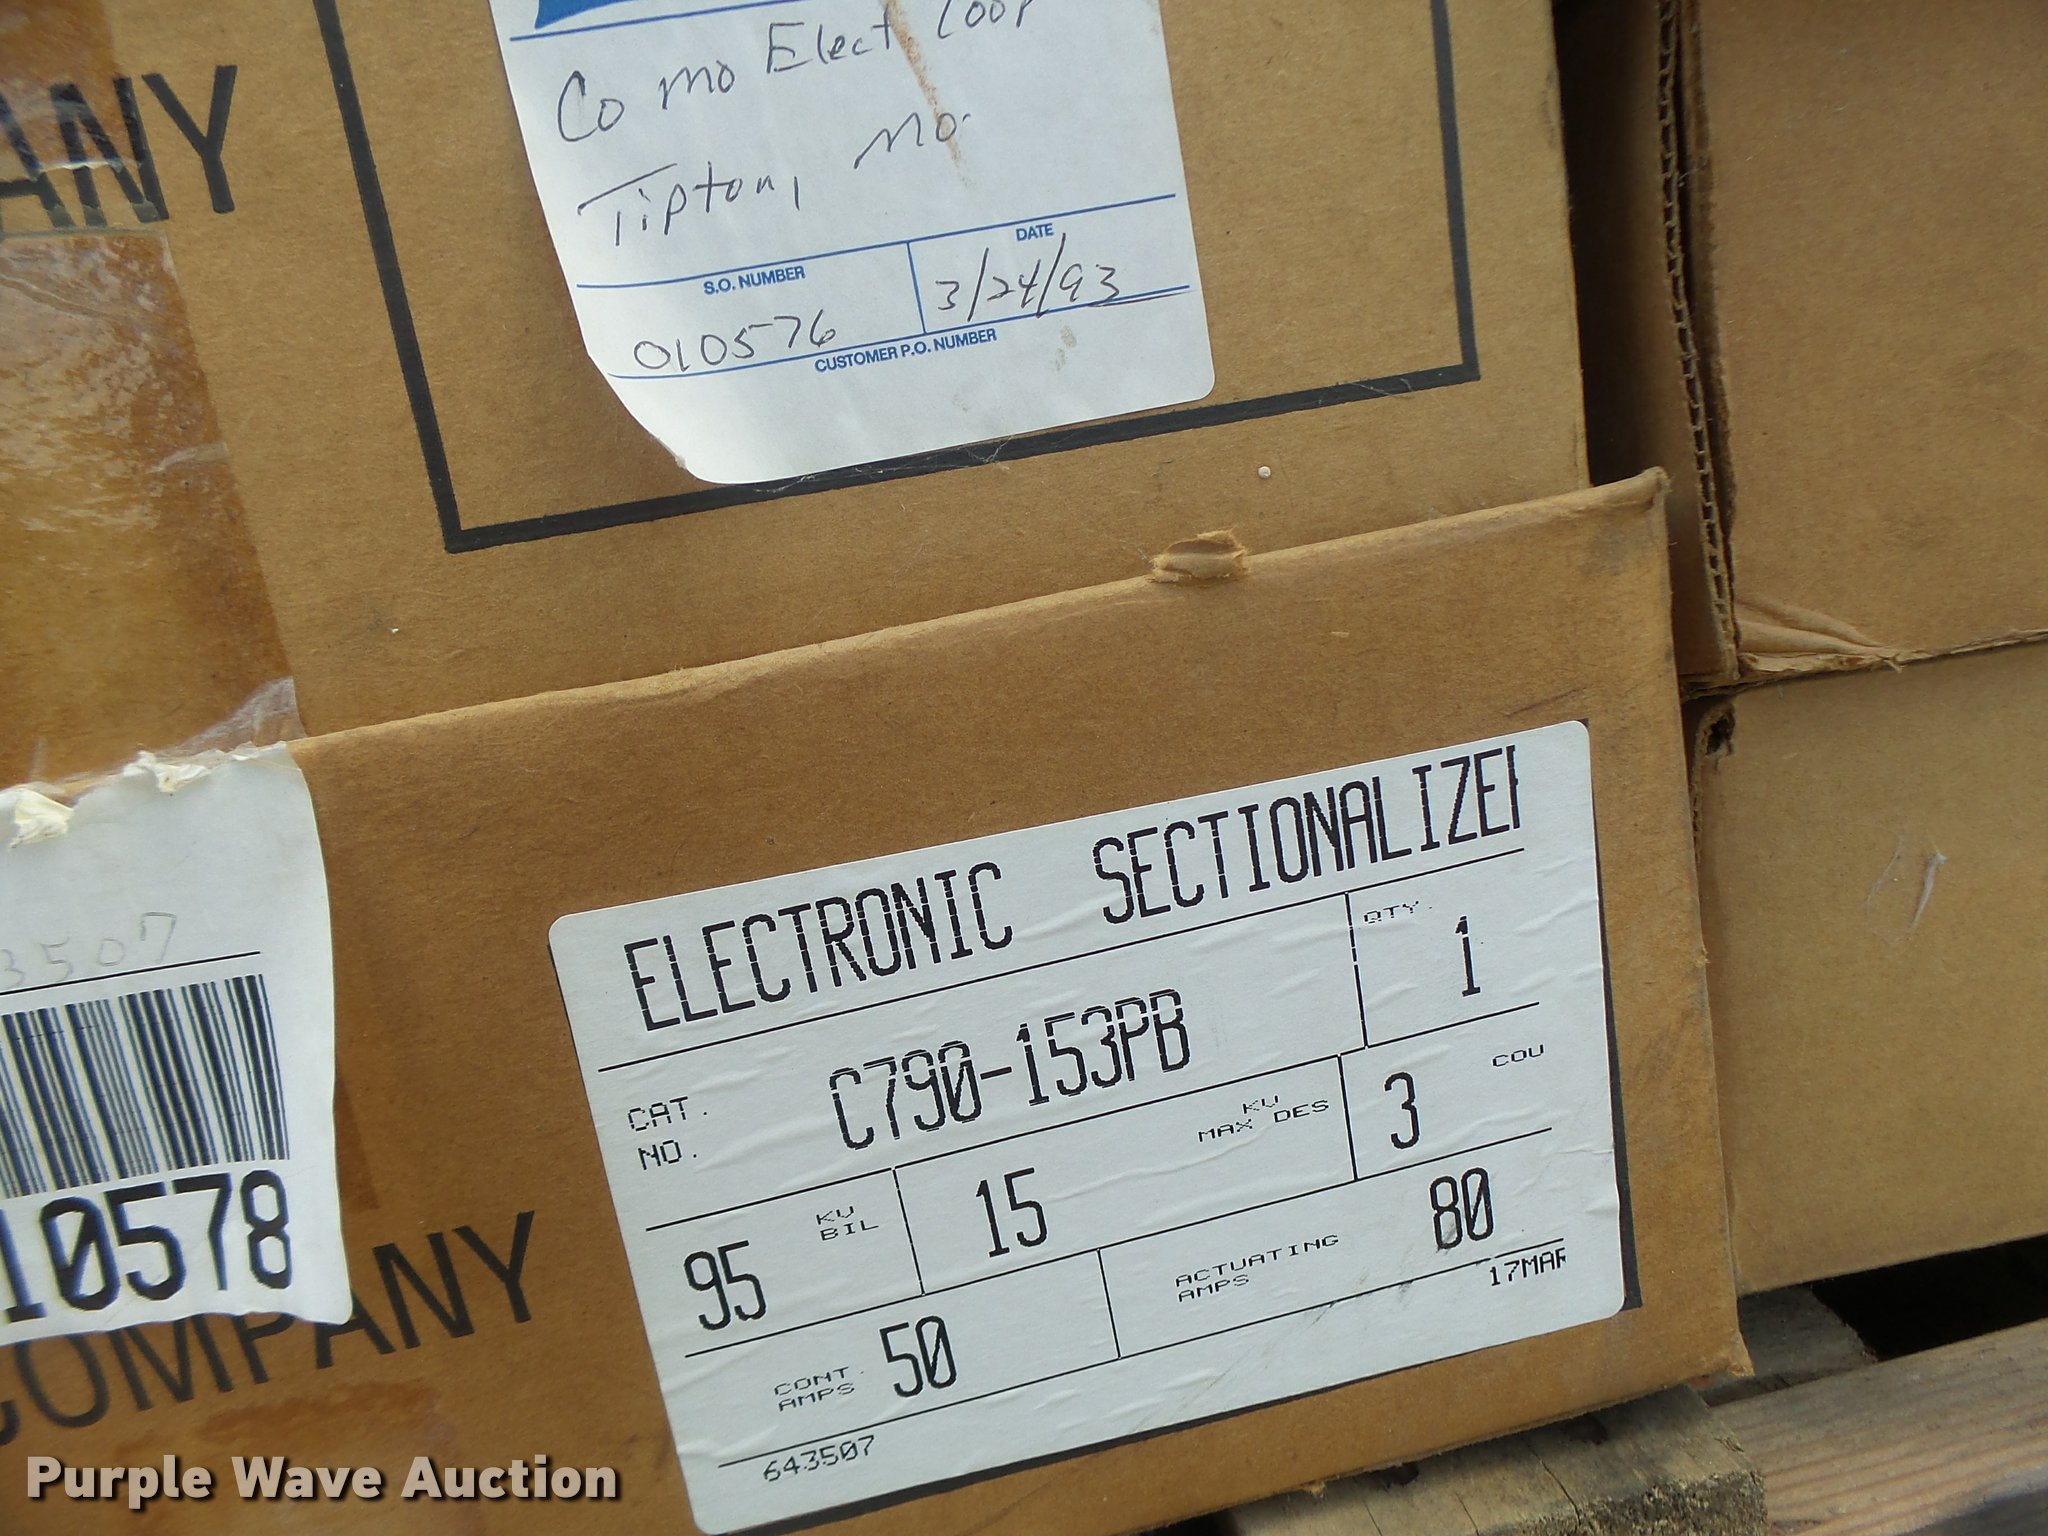 ANY
Co mo Elect Coop
Tipton, Mo.
S.O. NUMBER
DATE
010576
3/24/93
CUSTOMER P.O. NUMBER
3507
10578
COMPANY
ELECTRONIC SECTIONALIZER
CAT. NO.
C790-153PB
QTY.
1
95
KV BIL
15
KV MAX DES
3
COU
CONT. AMPS
50
ACTUATING AMPS
80
17MAR
643507
Purple Wave Auction